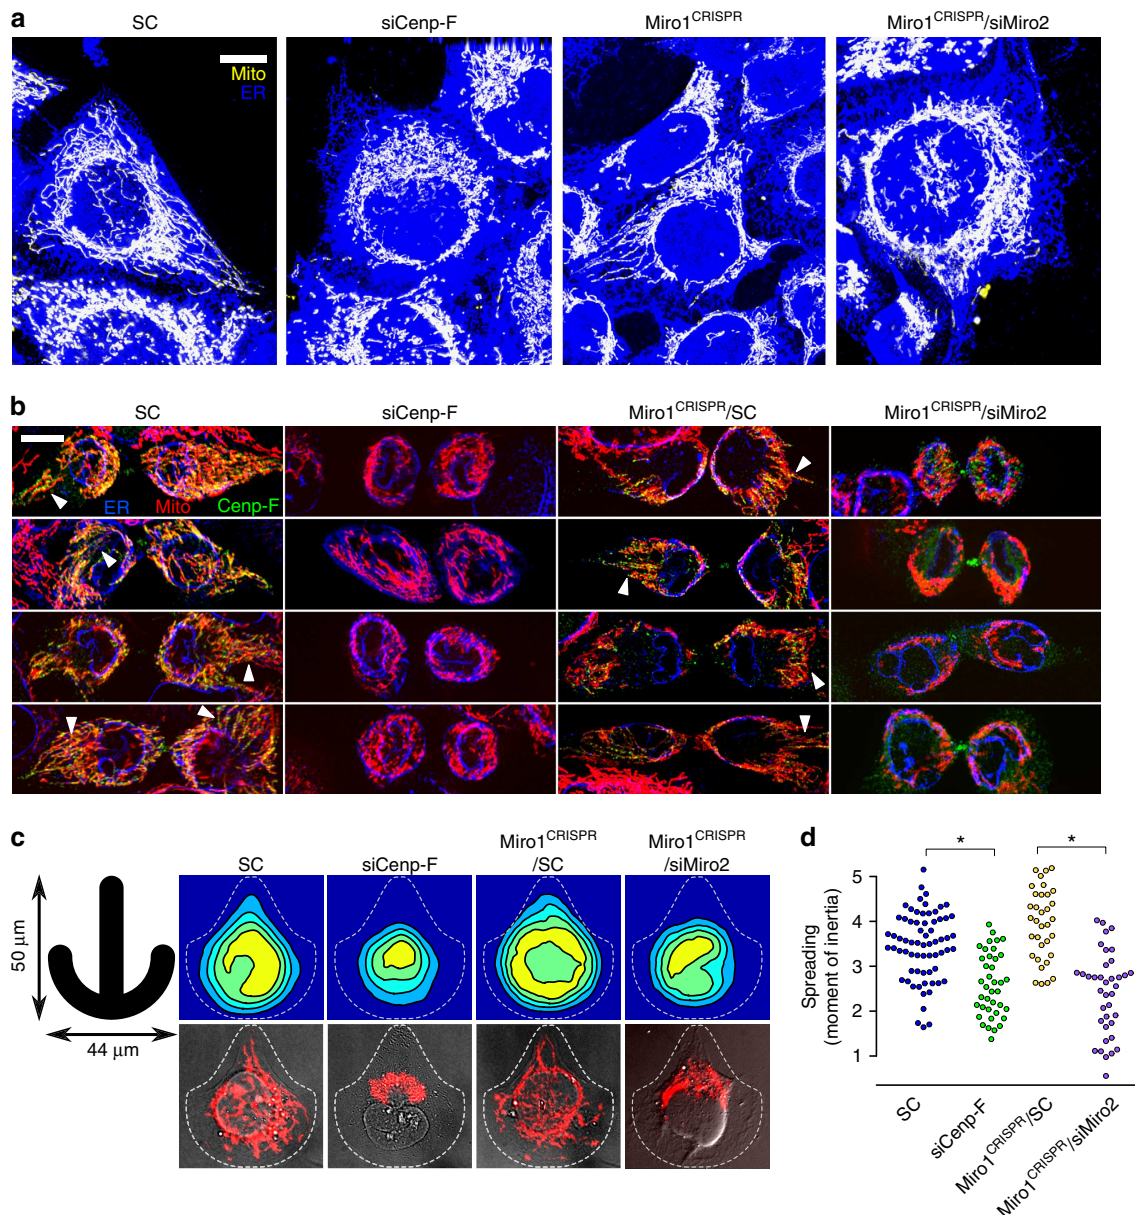 a
SC
siCenp-F
Miro1CRISPR
Miro1CRISPR/siMiro2
Mito
ER
b
SC
siCenp-F
Miro1CRISPR/SC
Miro1CRISPR/siMiro2
ER Mito Cenp-F
c
SC
siCenp-F
Miro1CRISPR
/SC
Miro1CRISPR
/siMiro2
50 μm
44 μm
d
*
*
Spreading
(moment of inertia)
5
4
3
2
1
SC
siCenp-F
Miro1CRISPR/SC
Miro1CRISPR/siMiro2